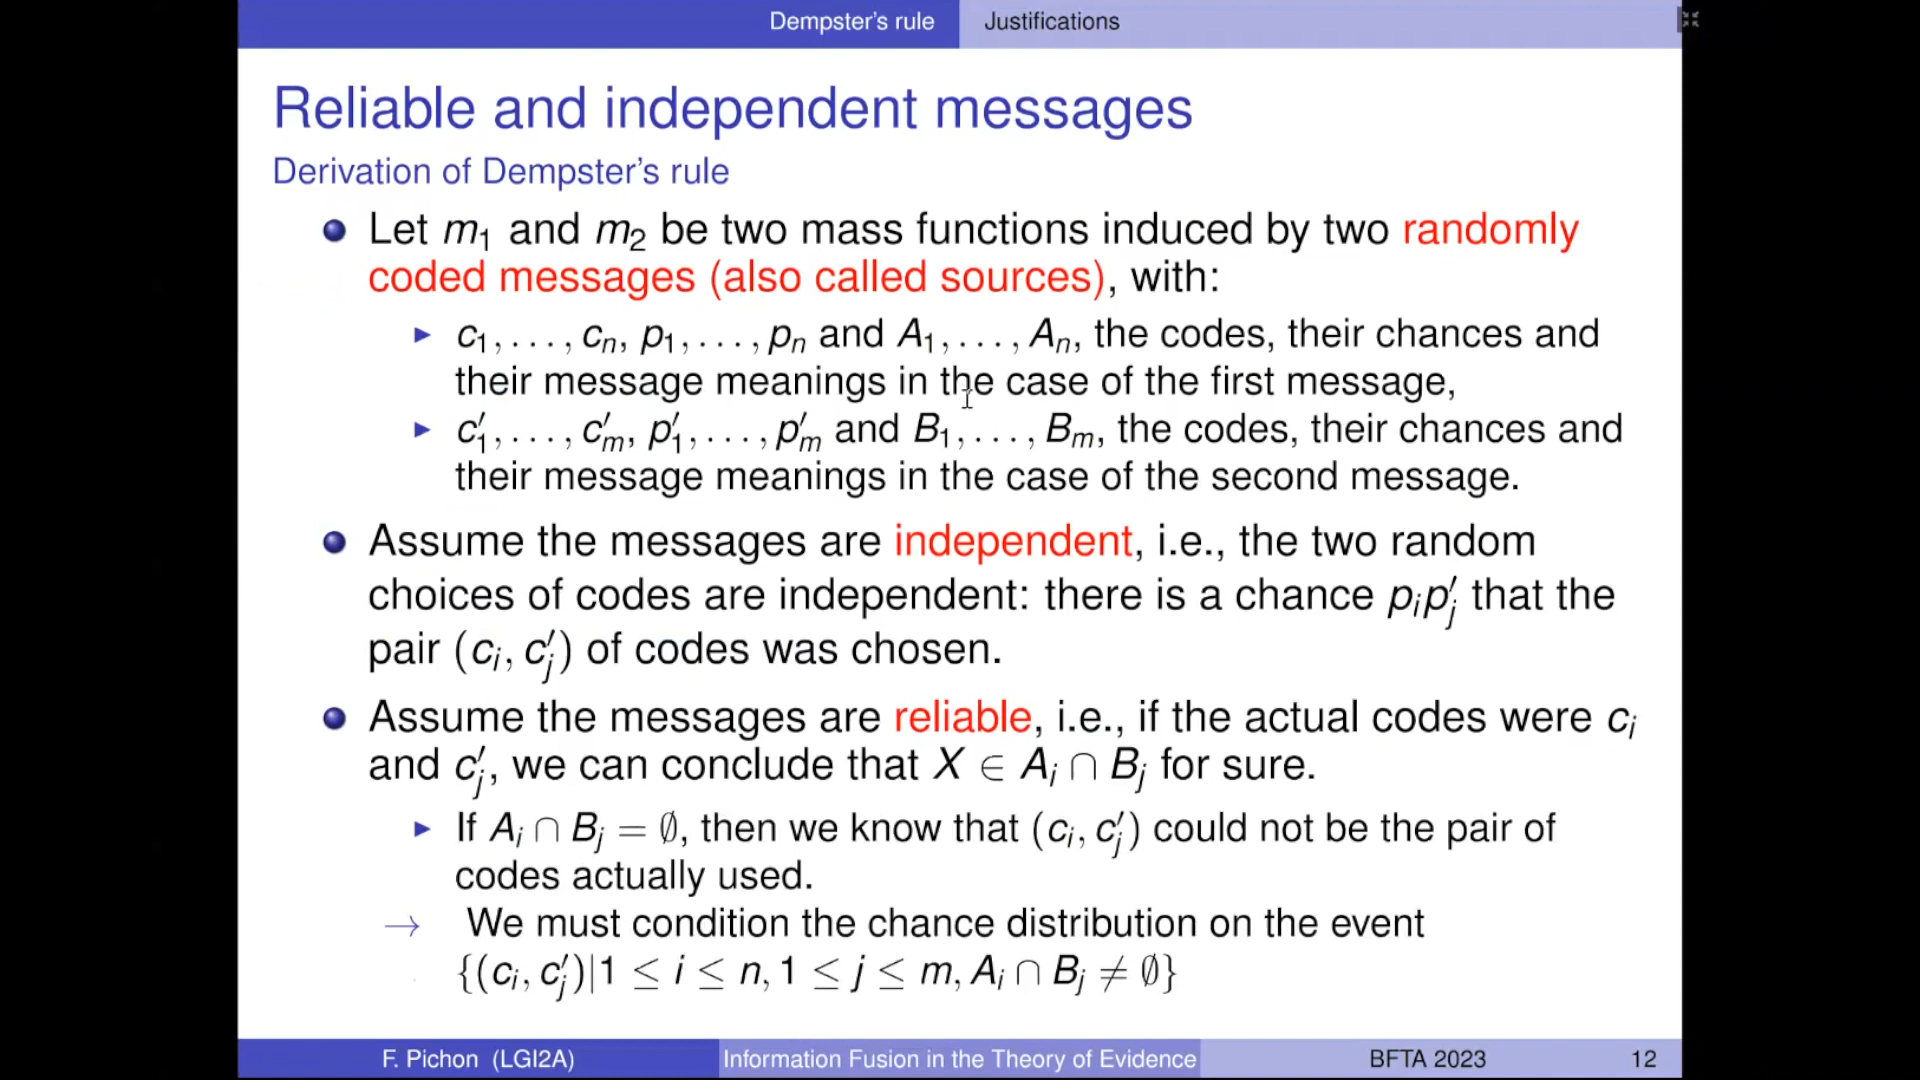 Dempster's rule Justifications
Reliable and independent messages
Derivation of Dempster's rule
Let m₁ and m₂ be two mass functions induced by two randomly
coded messages (also called sources), with:
c₁, . . . , cₙ, p₁, . . . , pₙ and A₁, . . . , Aₙ, the codes, their chances and
their message meanings in the case of the first message,
c′₁, . . . , c′ₘ, p′₁, . . . , p′ₘ and B₁, . . . , Bₘ, the codes, their chances and
their message meanings in the case of the second message.
Assume the messages are independent, i.e., the two random
choices of codes are independent: there is a chance pᵢp′ⱼ that the
pair (cᵢ, c′ⱼ) of codes was chosen.
Assume the messages are reliable, i.e., if the actual codes were cᵢ
and c′ⱼ, we can conclude that X ∈ Aᵢ ∩ Bⱼ for sure.
If Aᵢ ∩ Bⱼ = ∅, then we know that (cᵢ, c′ⱼ) could not be the pair of
codes actually used.
→ We must condition the chance distribution on the event
{(cᵢ, c′ⱼ)|1 ≤ i ≤ n, 1 ≤ j ≤ m, Aᵢ ∩ Bⱼ ≠ ∅}
F. Pichon (LGI2A) Information Fusion in the Theory of Evidence BFTA 2023 12